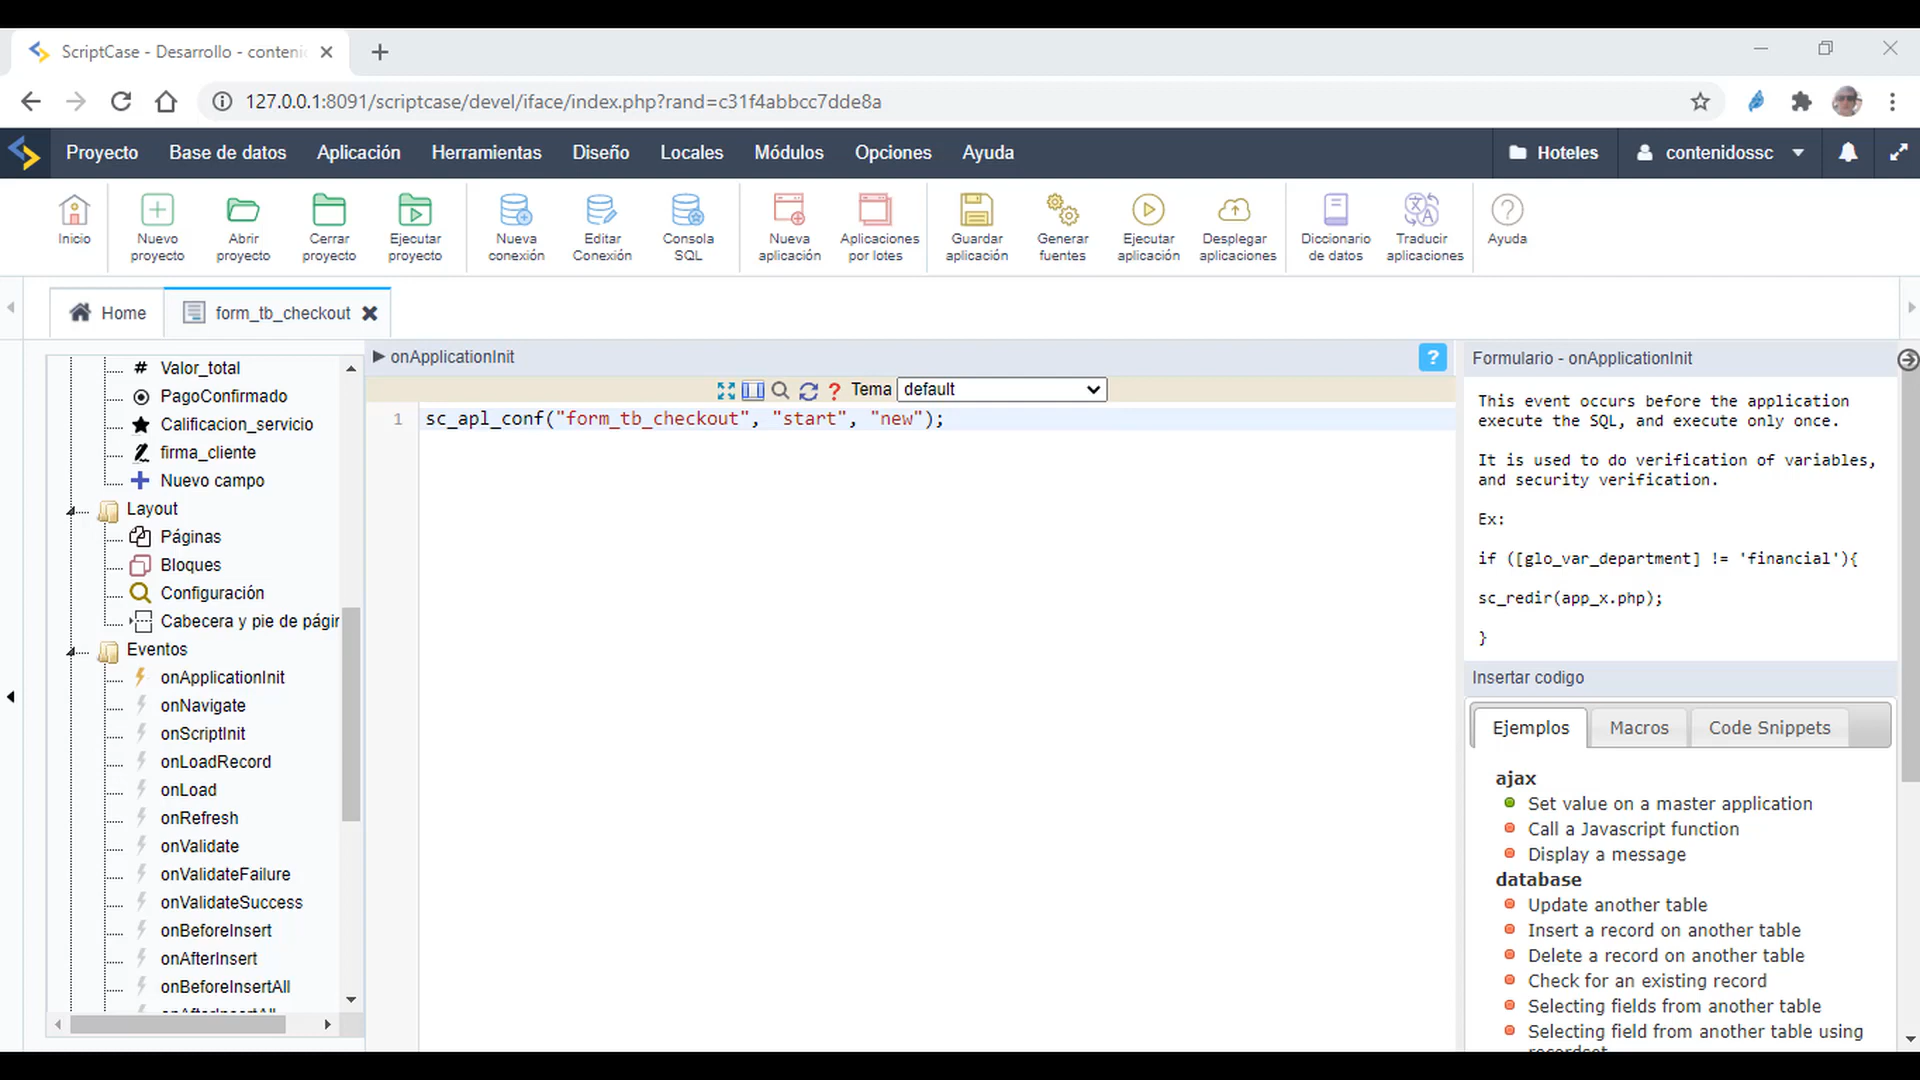 ScriptCase - Desarrollo - conteni
127.0.0.1:8091/scriptcase/devel/iface/index.php?rand=c31f4abbcc7dde8a
Proyecto Base de datos Aplicación Herramientas Diseño Locales Módulos Opciones Ayuda Hoteles contenidossc
Inicio
Nuevo proyecto
Abrir proyecto
Cerrar proyecto
Ejecutar proyecto
Nueva conexión
Editar Conexión
Consola SQL
Nueva aplicación
Aplicaciones por lotes
Guardar aplicación
Generar fuentes
Ejecutar aplicación
Desplegar aplicaciones
Diccionario de datos
Traducir aplicaciones
Ayuda
Home
form_tb_checkout
Valor_total
PagoConfirmado
Calificacion_servicio
firma_cliente
Nuevo campo
Layout
Páginas
Bloques
Configuración
Cabecera y pie de págin
Eventos
onApplicationInit
onNavigate
onScriptInit
onLoadRecord
onLoad
onRefresh
onValidate
onValidateFailure
onValidateSuccess
onBeforeInsert
onAfterInsert
onBeforeInsertAll
onAfterInsertAll
onApplicationInit
?
? Tema default
1 sc_apl_conf("form_tb_checkout", "start", "new");
Formulario - onApplicationInit
This event occurs before the application
execute the SQL, and execute only once.
It is used to do verification of variables,
and security verification.
Ex:
if ([glo_var_department] != 'financial'){
sc_redir(app_x.php);
}
Insertar codigo
Ejemplos Macros Code Snippets
ajax
Set value on a master application
Call a Javascript function
Display a message
database
Update another table
Insert a record on another table
Delete a record on another table
Check for an existing record
Selecting fields from another table
Selecting field from another table using
recordset